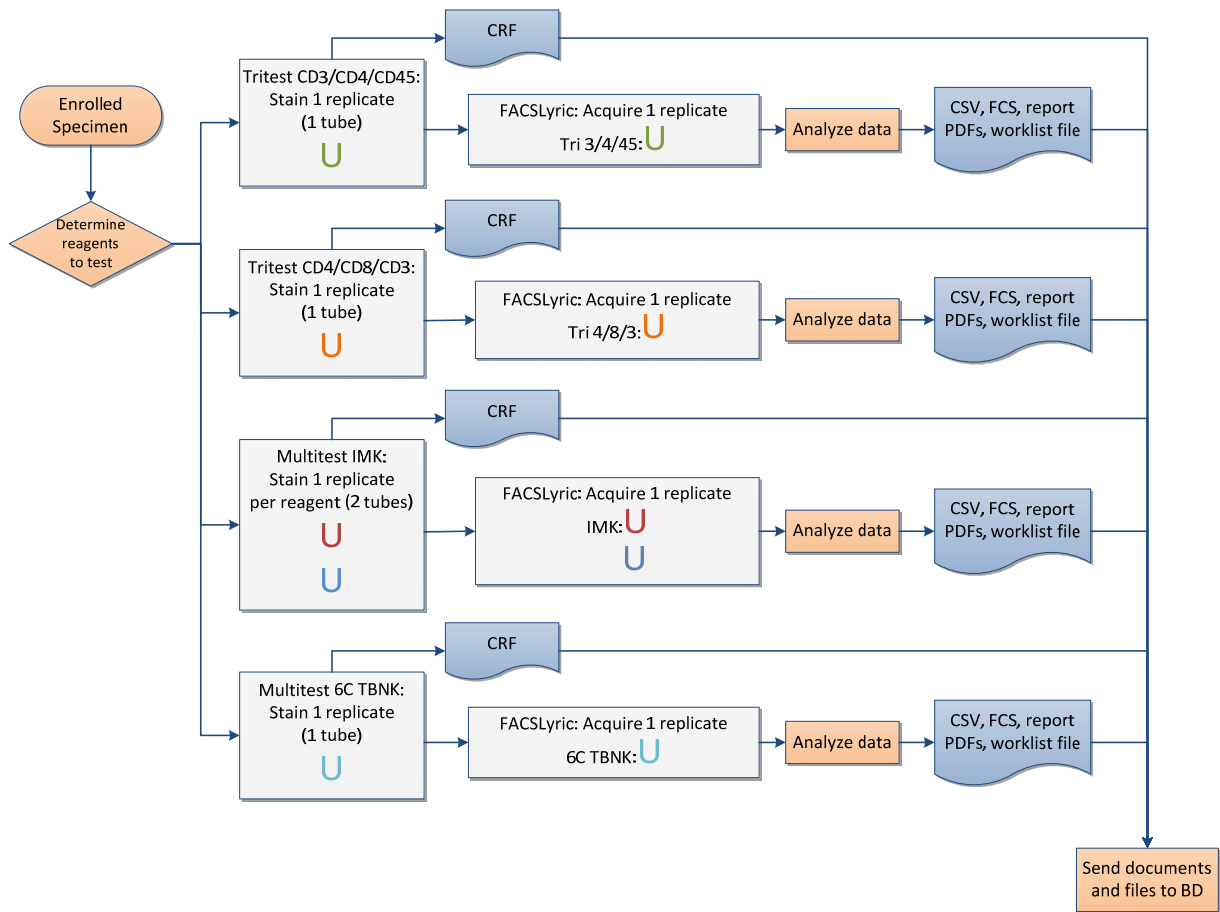 Enrolled
Specimen
Determine
reagents
to test
CRF
Tritest CD3/CD4/CD45:
Stain 1 replicate
(1 tube)
FACSLyric: Acquire 1 replicate
Tri 3/4/45:
Analyze data
CSV, FCS, report
PDFs, worklist file
CRF
Tritest CD4/CD8/CD3:
Stain 1 replicate
(1 tube)
FACSLyric: Acquire 1 replicate
Tri 4/8/3:
Analyze data
CSV, FCS, report
PDFs, worklist file
CRF
Multitest IMK:
Stain 1 replicate
per reagent (2 tubes)
FACSLyric: Acquire 1 replicate
IMK:
Analyze data
CSV, FCS, report
PDFs, worklist file
CRF
Multitest 6C TBNK:
Stain 1 replicate
(1 tube)
FACSLyric: Acquire 1 replicate
6C TBNK:
Analyze data
CSV, FCS, report
PDFs, worklist file
Send documents
and files to BD